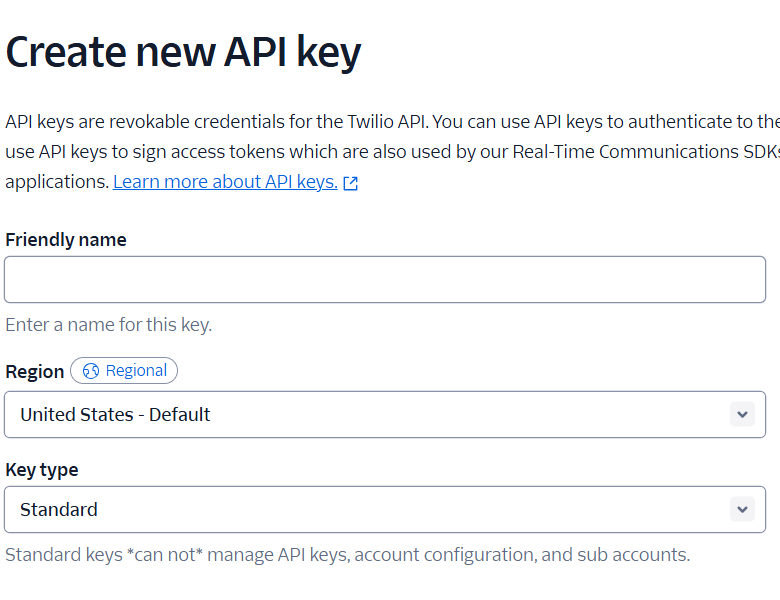 Create new API key
API keys are revokable credentials for the Twilio API. You can use API keys to authenticate to the
use API keys to sign access tokens which are also used by our Real-Time Communications SDKs
applications. Learn more about API keys.
Friendly name
Enter a name for this key.
Region Regional
United States - Default
Key type
Standard
Standard keys *can not* manage API keys, account configuration, and sub accounts.